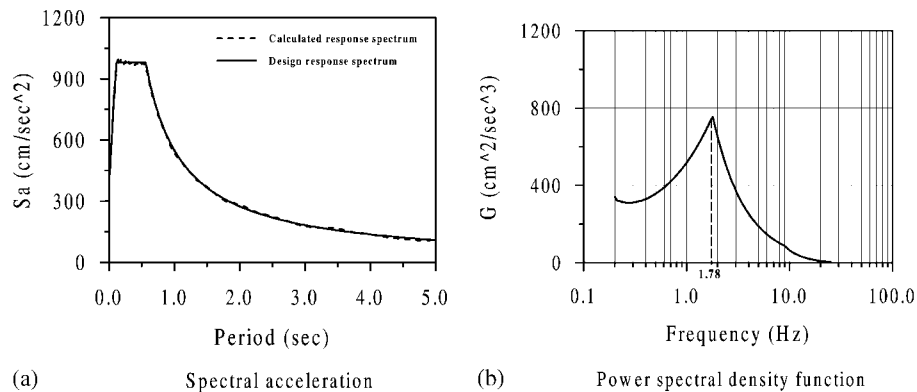 1200
900
600
300
0
Sa (cm/sec^2)
Calculated response spectrum
Design response spectrum
0.0 1.0 2.0 3.0 4.0 5.0
Period (sec)
(a) Spectral acceleration
1200
800
400
0
G (cm^2/sec^3)
1.78
0.1 1.0 10.0 100.0
Frequency (Hz)
(b) Power spectral density function